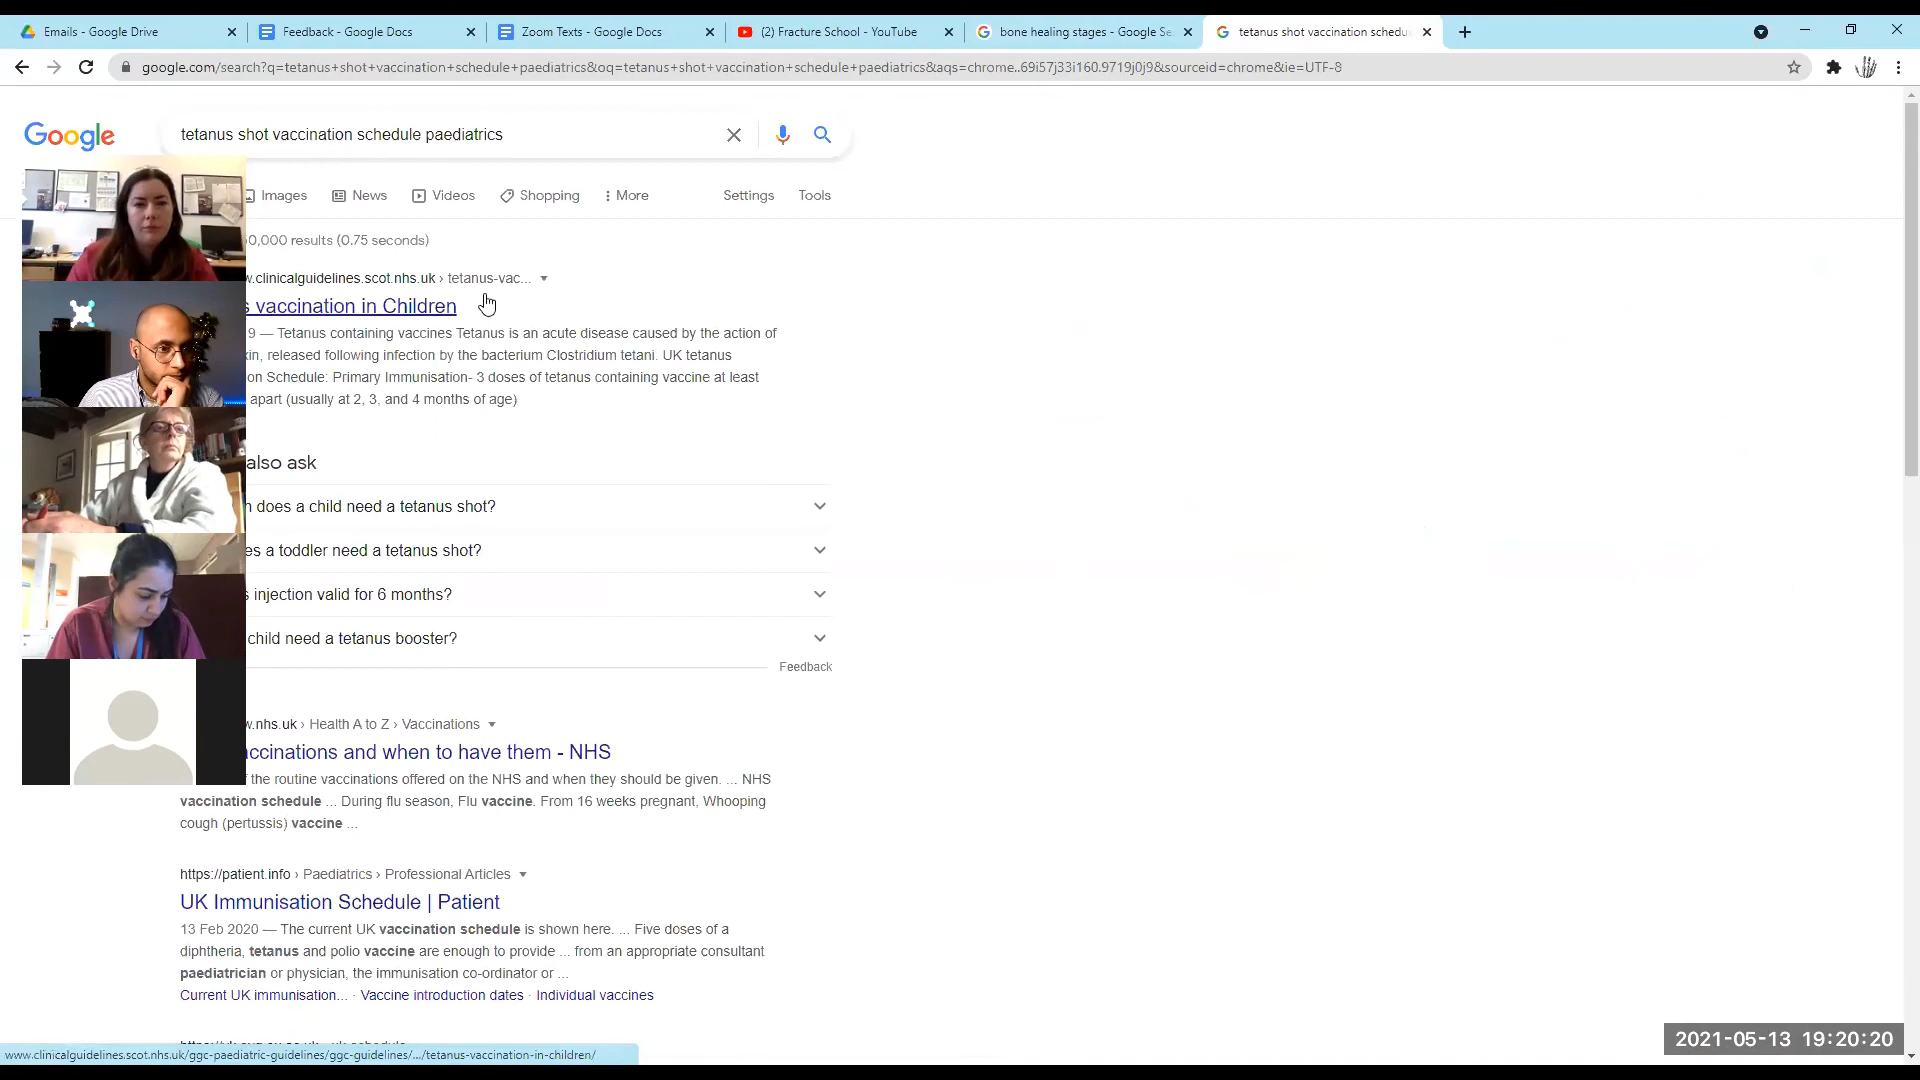 Emails - Google Drive
Feedback - Google Docs
Zoom Texts - Google Docs
(2) Fracture School - YouTube
bone healing stages - Google Se
tetanus shot vaccination schedu
google.com/search?q=tetanus+shot+vaccination+schedule+paediatrics&oq=tetanus+shot+vaccination+schedule+paediatrics&aqs=chrome..69i57j33i160.9719j0j9&sourceid=chrome&ie=UTF-8
Google
tetanus shot vaccination schedule paediatrics
Images
News
Videos
Shopping
More
Settings
Tools
0,000 results (0.75 seconds)
w.clinicalguidelines.scot.nhs.uk › tetanus-vac...
s vaccination in Children
9 — Tetanus containing vaccines Tetanus is an acute disease caused by the action of
xin, released following infection by the bacterium Clostridium tetani. UK tetanus
on Schedule: Primary Immunisation- 3 doses of tetanus containing vaccine at least
apart (usually at 2, 3, and 4 months of age)
also ask
n does a child need a tetanus shot?
es a toddler need a tetanus shot?
s injection valid for 6 months?
child need a tetanus booster?
Feedback
w.nhs.uk › Health A to Z › Vaccinations
accinations and when to have them - NHS
f the routine vaccinations offered on the NHS and when they should be given. ... NHS
vaccination schedule ... During flu season, Flu vaccine. From 16 weeks pregnant, Whooping
cough (pertussis) vaccine ...
https://patient.info › Paediatrics › Professional Articles
UK Immunisation Schedule | Patient
13 Feb 2020 — The current UK vaccination schedule is shown here. ... Five doses of a
diphtheria, tetanus and polio vaccine are enough to provide ... from an appropriate consultant
paediatrician or physician, the immunisation co-ordinator or ...
Current UK immunisation... · Vaccine introduction dates · Individual vaccines
www.clinicalguidelines.scot.nhs.uk/ggc-paediatric-guidelines/ggc-guidelines/.../tetanus-vaccination-in-children/
2021-05-13 19:20:20